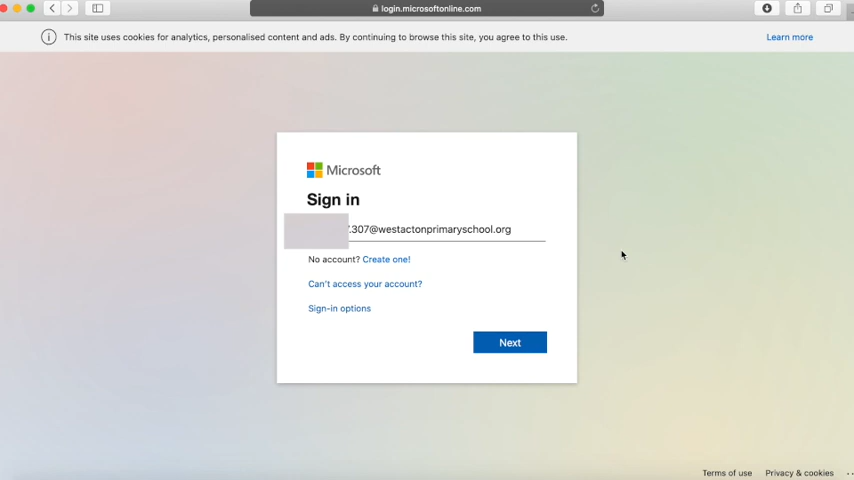 login.microsoftonline.com
This site uses cookies for analytics, personalised content and ads. By continuing to browse this site, you agree to this use.
Learn more
Microsoft
Sign in
.307@westactonprimaryschool.org
No account? Create one!
Can't access your account?
Sign-in options
Next
Terms of use
Privacy & cookies